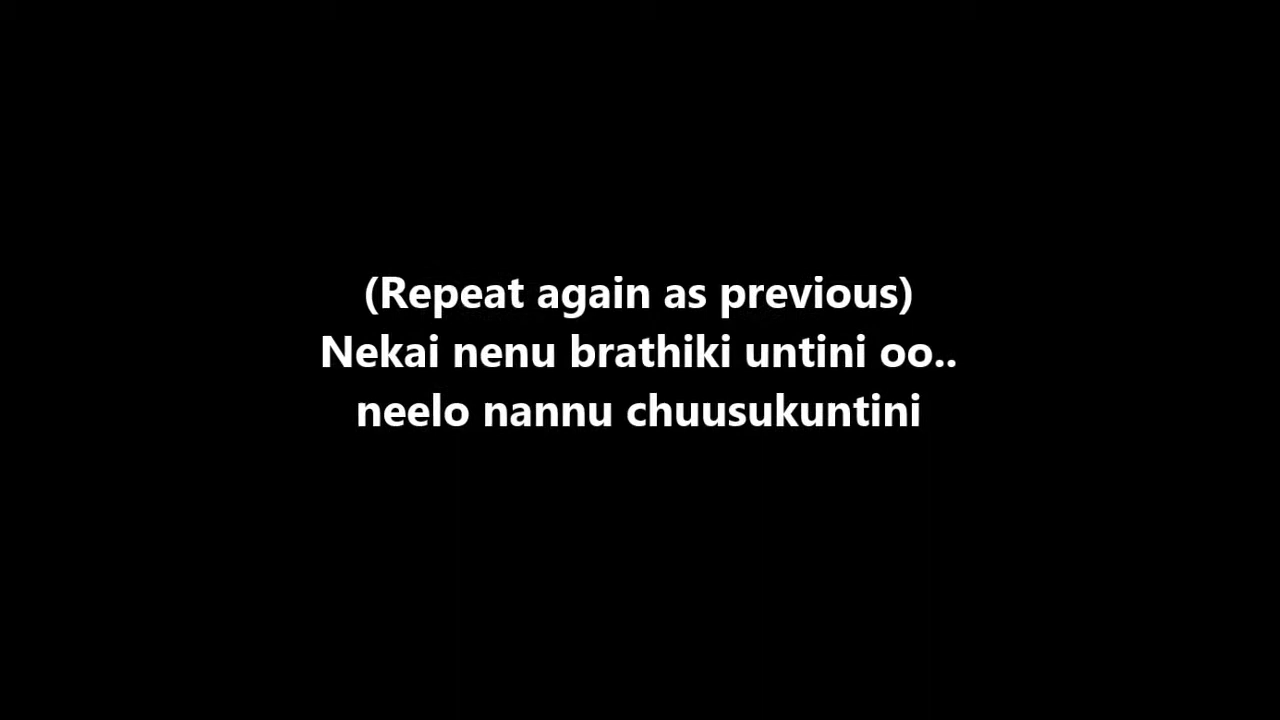 (Repeat again as previous)
Nekai nenu brathiki untini oo..
neelo nannu chuusukuntini